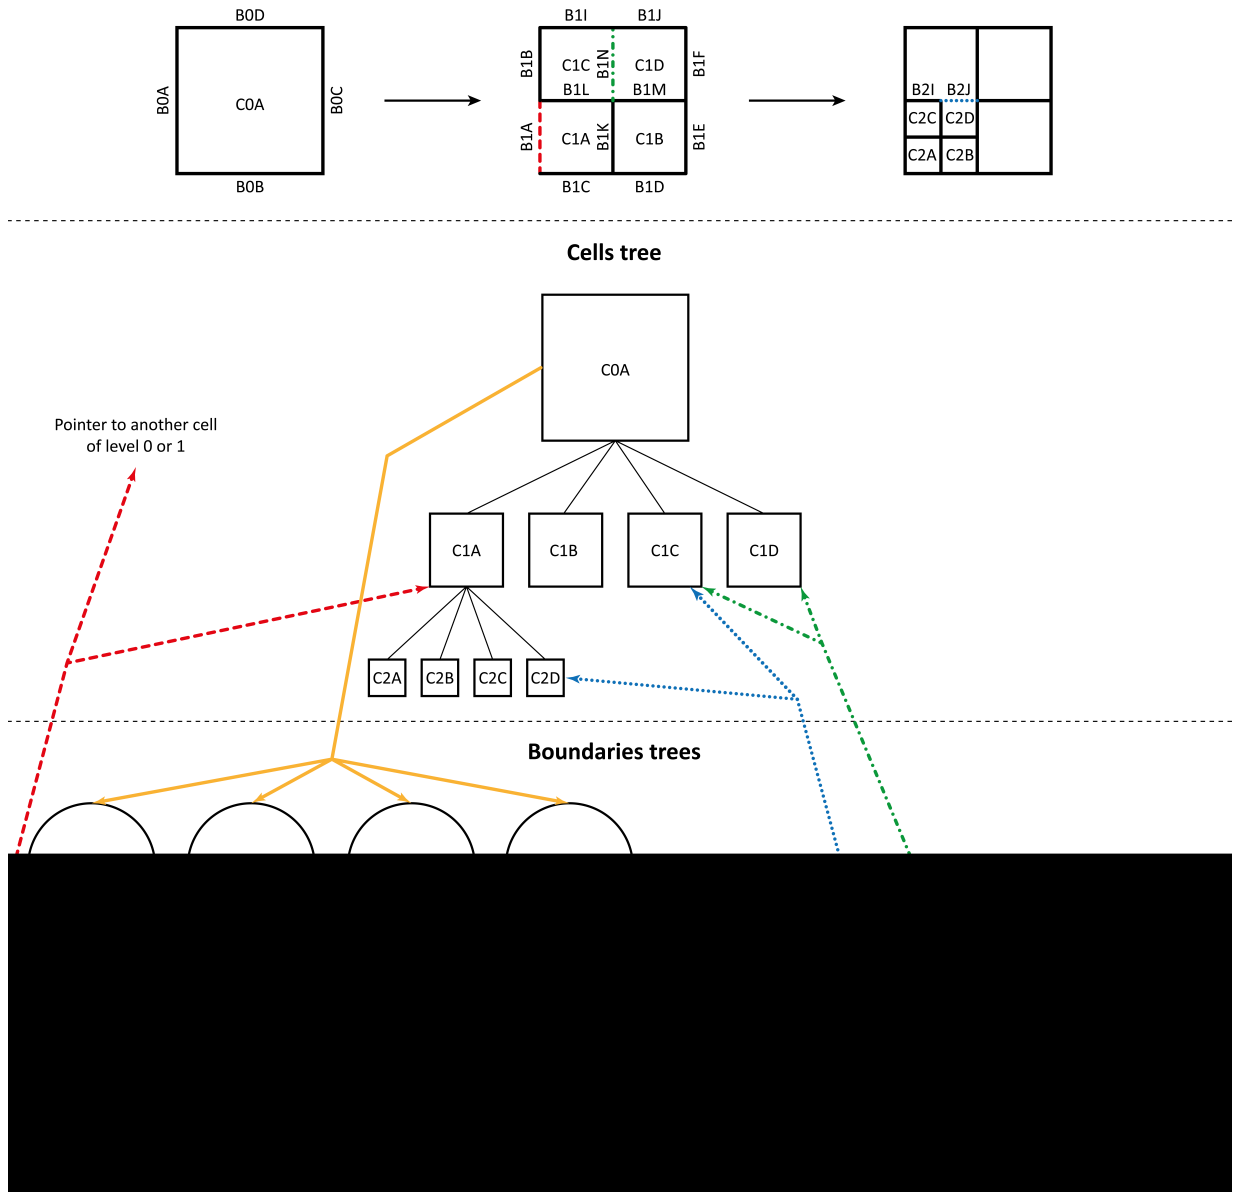 B0D
B0A
C0A
B0C
B0B
B1I
B1J
B1B
C1C
B1N
C1D
B1F
B1L
B1M
B1A
C1A
B1K
C1B
B1E
B1C
B1D
B2I
B2J
C2C
C2D
C2A
C2B
Cells tree
C0A
Pointer to another cell
of level 0 or 1
C1A
C1B
C1C
C1D
C2A
C2B
C2C
C2D
Boundaries trees